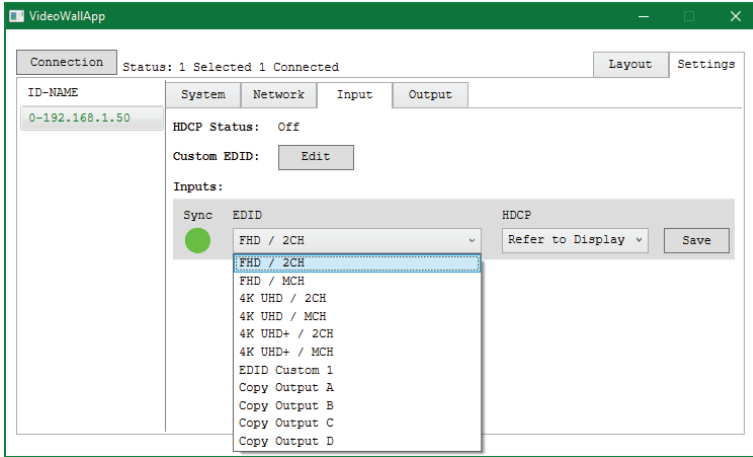 VideoWallApp
Connection Status: 1 Selected 1 Connected Layout Settings
ID-NAME System Network Input Output
0-192.168.1.50
HDCP Status: Off
Custom EDID: Edit
Inputs:
Sync EDID HDCP
FHD / 2CH Refer to Display Save
FHD / 2CH
FHD / MCH
4K UHD / 2CH
4K UHD / MCH
4K UHD+ / 2CH
4K UHD+ / MCH
EDID Custom 1
Copy Output A
Copy Output B
Copy Output C
Copy Output D